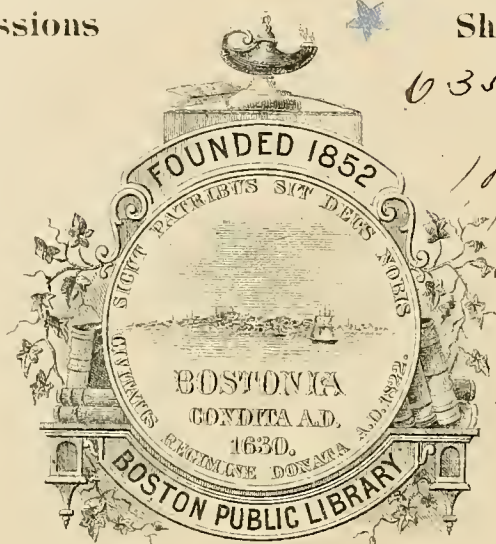 ssions
Sh
635
FOUNDED 1852
SICUT PATRIBUS SIT DEUS NOBIS
CIVITATIS REGIMINE DONATA A.D. 1822.
BOSTONIA
CONDITA A.D.
1630.
BOSTON PUBLIC LIBRARY